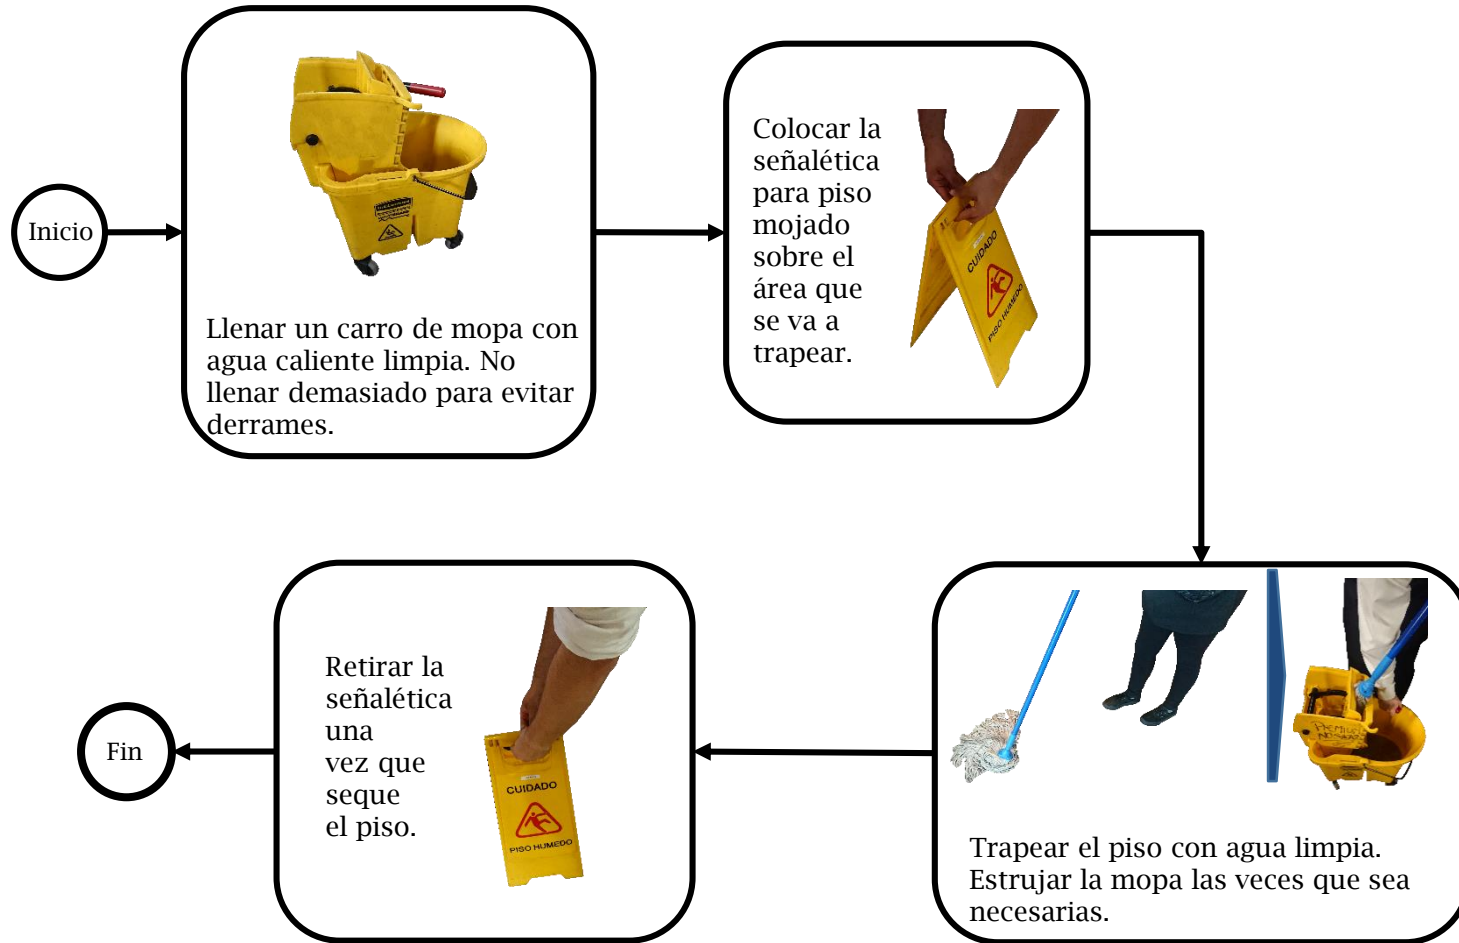 Inicio
Llenar un carro de mopa con
agua caliente limpia. No
llenar demasiado para evitar
derrames.
Colocar la
señalética
para piso
mojado
sobre el
área que
se va a
trapear.
CUIDADO
PISO HUMEDO
Trapear el piso con agua limpia.
Estrujar la mopa las veces que sea
necesarias.
Retirar la
señalética
una
vez que
seque
el piso.
CUIDADO
PISO HUMEDO
Fin